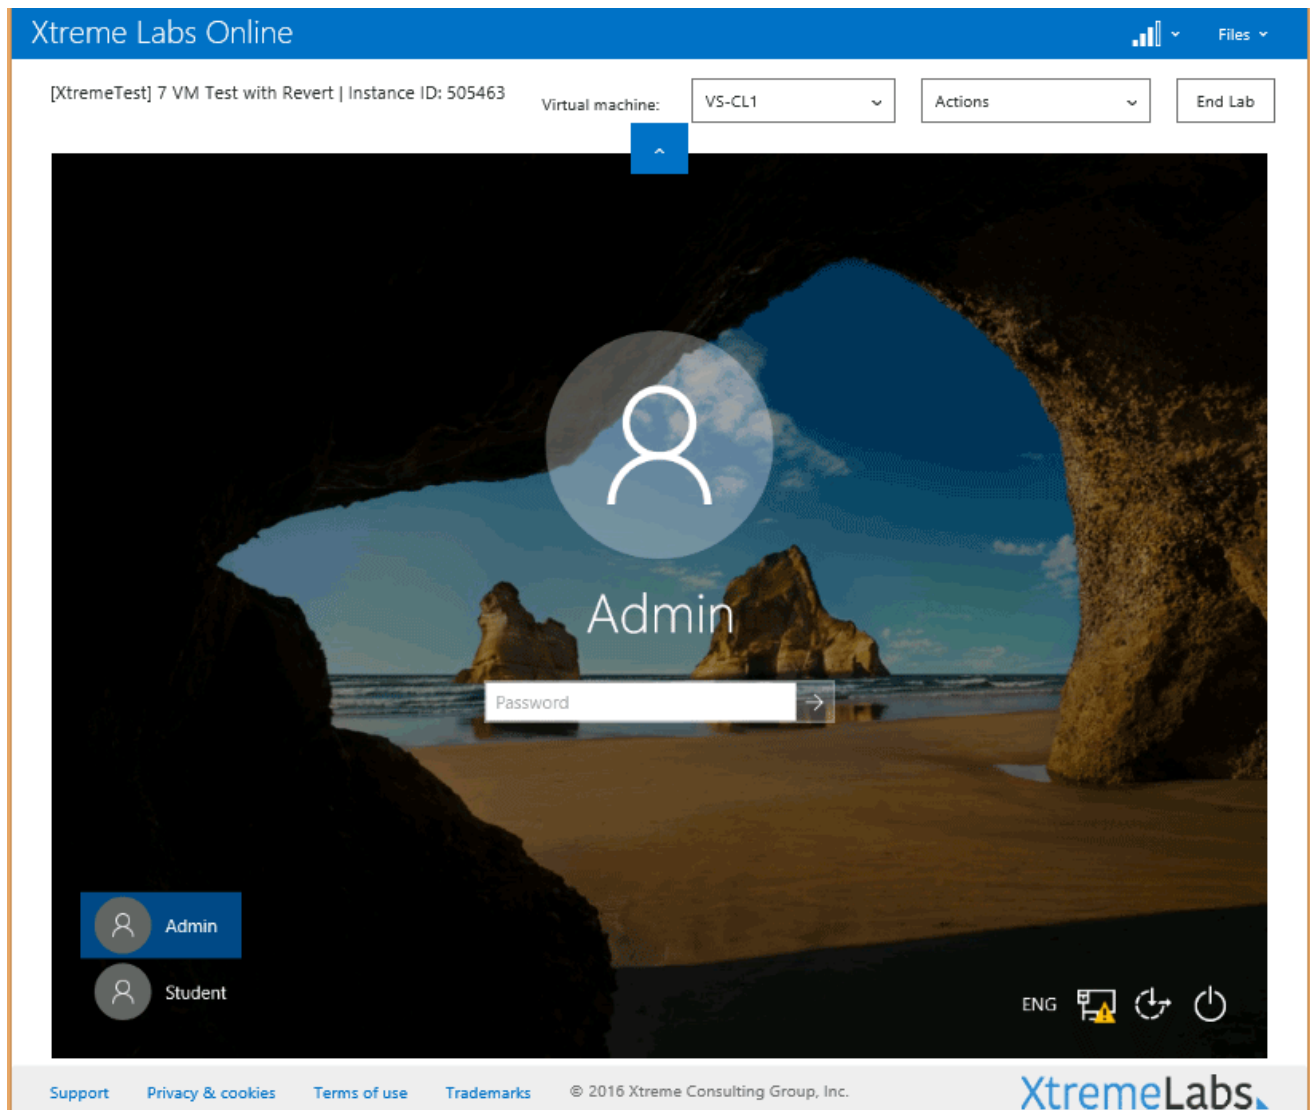 Xtreme Labs Online
Files
[XtremeTest] 7 VM Test with Revert | Instance ID: 505463
Virtual machine:
VS-CL1
Actions
End Lab
Admin
Password
Admin
Student
ENG
Support
Privacy & cookies
Terms of use
Trademarks
© 2016 Xtreme Consulting Group, Inc.
XtremeLabs